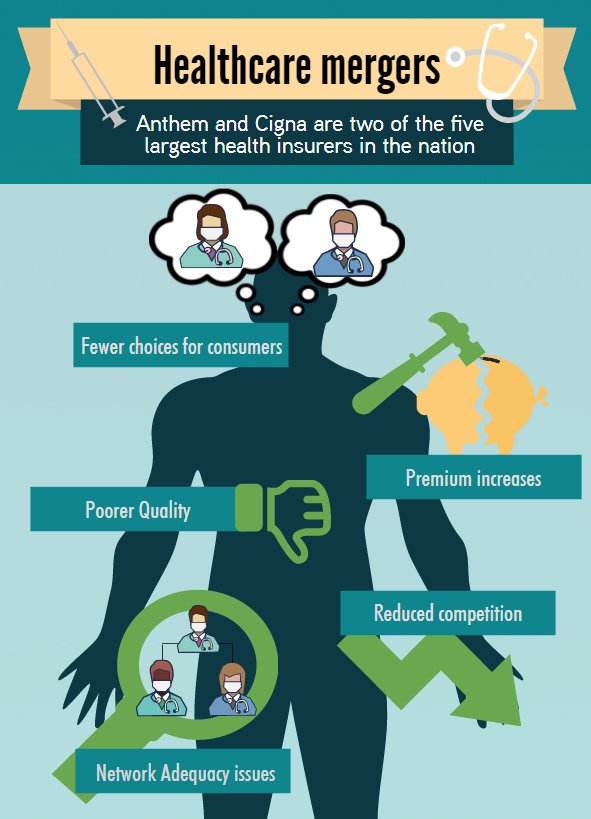 Healthcare mergers
Anthem and Cigna are two of the five
largest health insurers in the nation
Fewer choices for consumers
Premium increases
Poorer Quality
Reduced competition
Network Adequacy issues